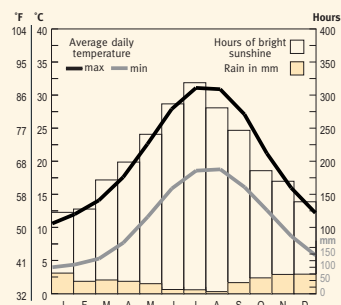 °F °C Hours
104 40 400
95 35 350
86 30 300
77 25 250
68 20 200
58 15 150
50 10 100
41 5 mm
150
100
50
32 0 0
Average daily
temperature
max min
Hours of bright
sunshine
Rain in mm
J F M A M J J A S O N D